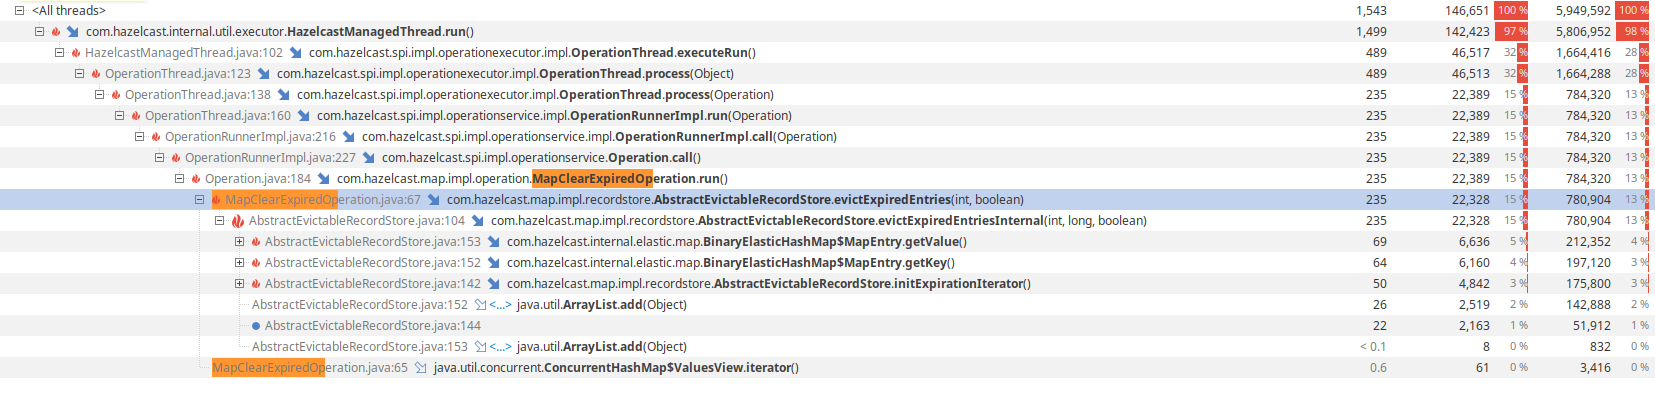 <All threads> 1,543 146,651 100 % 5,949,592 100 %
com.hazelcast.internal.util.executor.HazelcastManagedThread.run() 1,499 142,423 97 % 5,806,952 98 %
HazelcastManagedThread.java:102 com.hazelcast.spi.impl.operationexecutor.impl.OperationThread.executeRun() 489 46,517 32 % 1,664,416 28 %
OperationThread.java:123 com.hazelcast.spi.impl.operationexecutor.impl.OperationThread.process(Object) 489 46,513 32 % 1,664,288 28 %
OperationThread.java:138 com.hazelcast.spi.impl.operationexecutor.impl.OperationThread.process(Operation) 235 22,389 15 % 784,320 13 %
OperationThread.java:160 com.hazelcast.spi.impl.operationservice.impl.OperationRunnerImpl.run(Operation) 235 22,389 15 % 784,320 13 %
OperationRunnerImpl.java:216 com.hazelcast.spi.impl.operationservice.impl.OperationRunnerImpl.call(Operation) 235 22,389 15 % 784,320 13 %
OperationRunnerImpl.java:227 com.hazelcast.spi.impl.operationservice.Operation.call() 235 22,389 15 % 784,320 13 %
Operation.java:184 com.hazelcast.map.impl.operation.MapClearExpiredOperation.run() 235 22,389 15 % 784,320 13 %
MapClearExpiredOperation.java:67 com.hazelcast.map.impl.recordstore.AbstractEvictableRecordStore.evictExpiredEntries(int, boolean) 235 22,328 15 % 780,904 13 %
AbstractEvictableRecordStore.java:104 com.hazelcast.map.impl.recordstore.AbstractEvictableRecordStore.evictExpiredEntriesInternal(int, long, boolean) 235 22,328 15 % 780,904 13 %
AbstractEvictableRecordStore.java:153 com.hazelcast.internal.elastic.map.BinaryElasticHashMap$MapEntry.getValue() 69 6,636 5 % 212,352 4 %
AbstractEvictableRecordStore.java:152 com.hazelcast.internal.elastic.map.BinaryElasticHashMap$MapEntry.getKey() 64 6,160 4 % 197,120 3 %
AbstractEvictableRecordStore.java:142 com.hazelcast.map.impl.recordstore.AbstractEvictableRecordStore.initExpirationIterator() 50 4,842 3 % 175,800 3 %
AbstractEvictableRecordStore.java:152 <...> java.util.ArrayList.add(Object) 26 2,519 2 % 142,888 2 %
AbstractEvictableRecordStore.java:144 22 2,163 1 % 51,912 1 %
AbstractEvictableRecordStore.java:153 <...> java.util.ArrayList.add(Object) < 0.1 8 0 % 832 0 %
MapClearExpiredOperation.java:65 java.util.concurrent.ConcurrentHashMap$ValuesView.iterator() 0.6 61 0 % 3,416 0 %